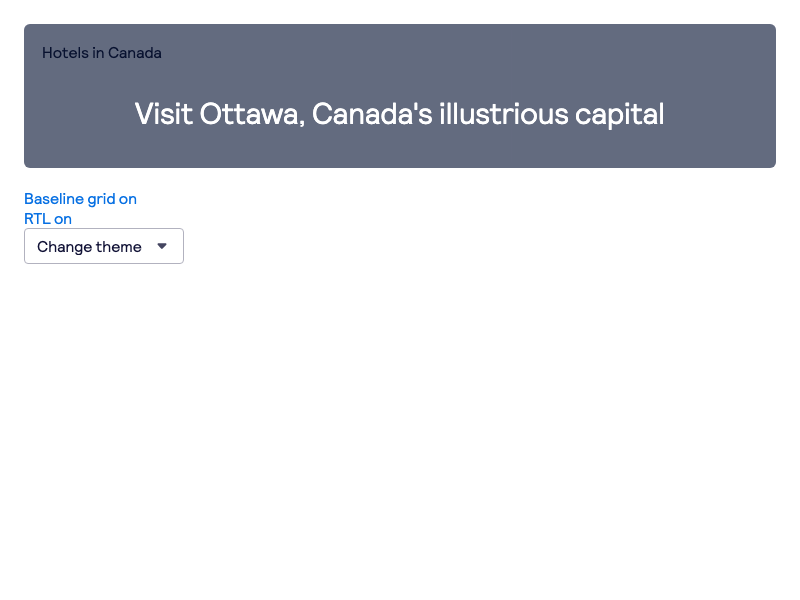 Hotels in Canada
Visit Ottawa, Canada's illustrious capital
Baseline grid on
RTL on
Change theme